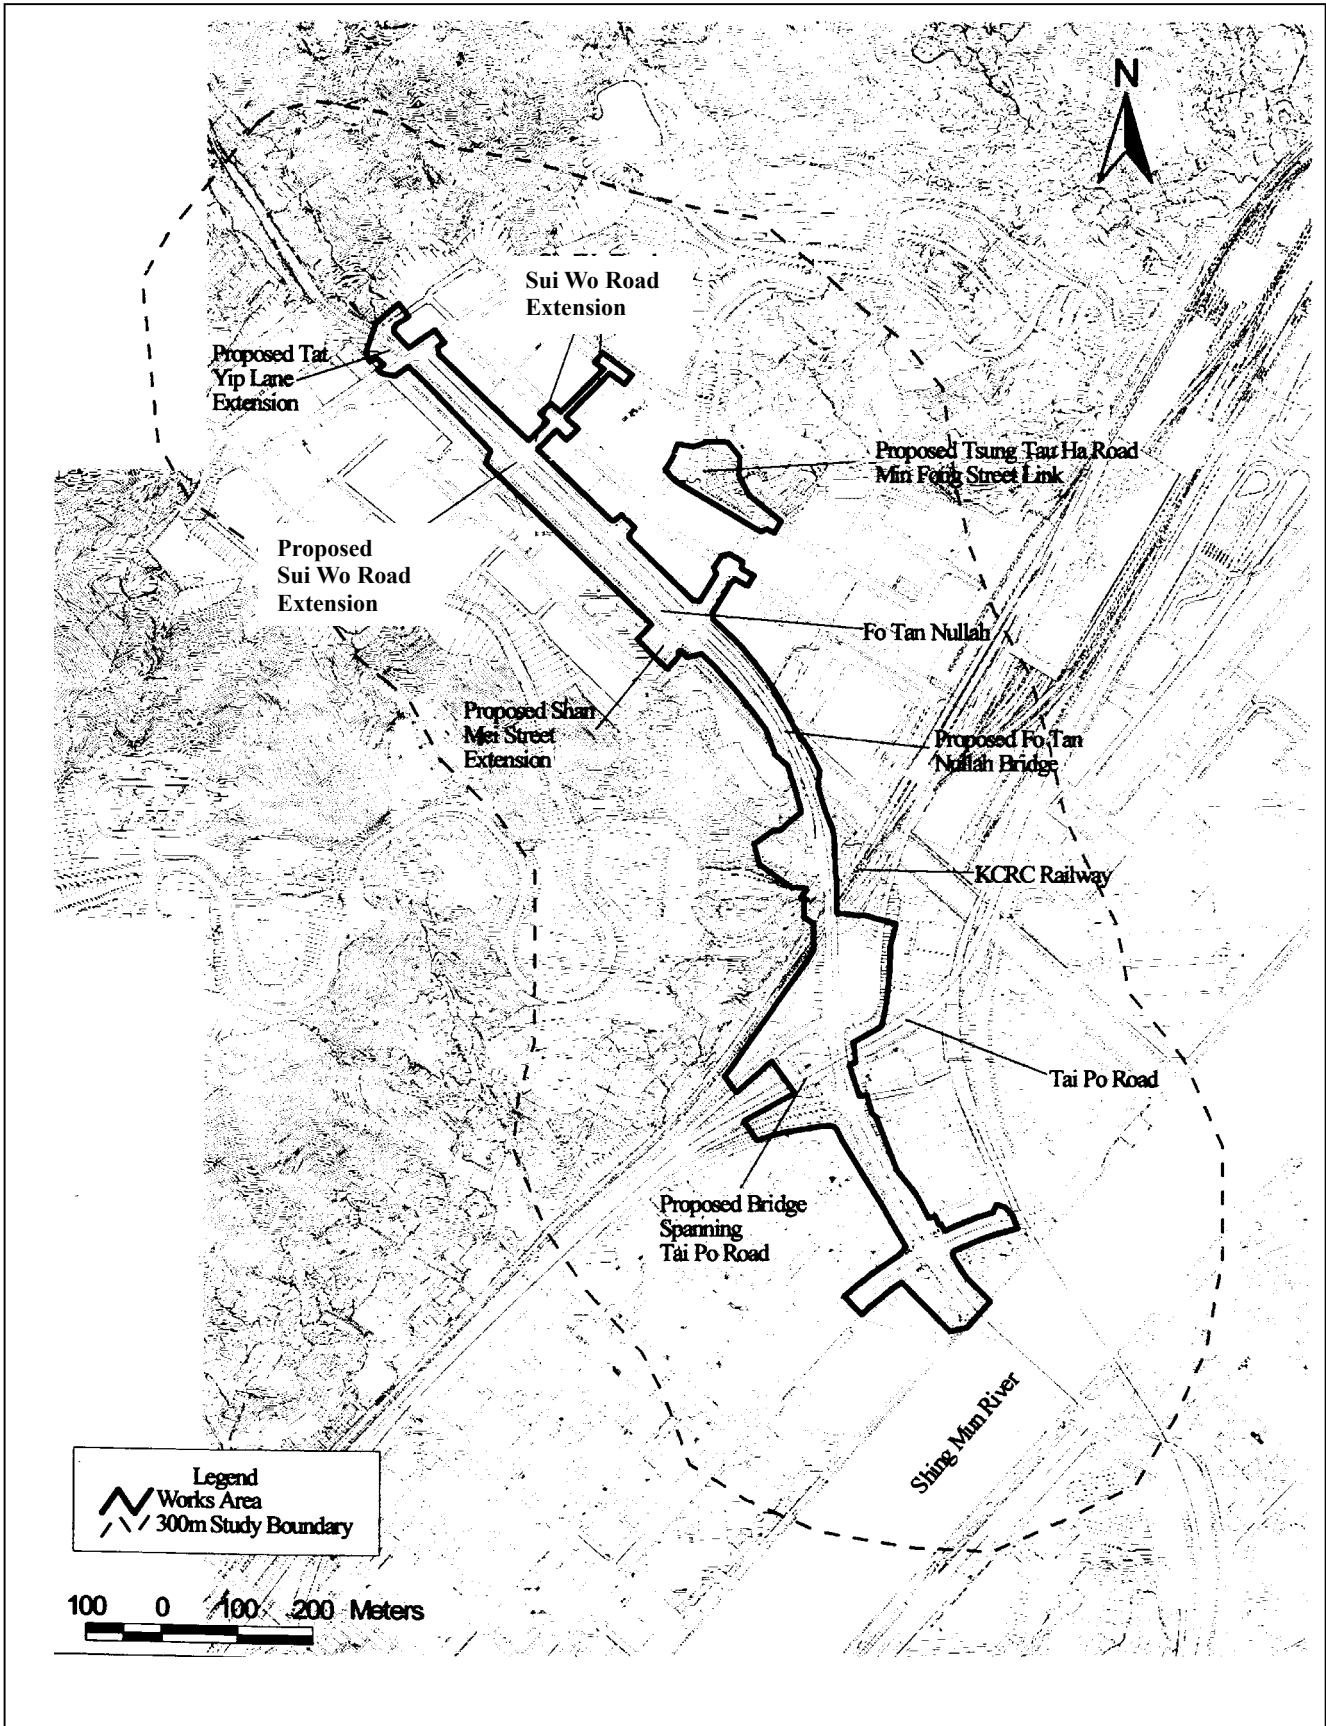 N
Sui Wo Road
Extension
Proposed Tat
Yip Lane
Extension
Proposed Tsung Tau Ha Road
Min Fong Street Link
Proposed
Sui Wo Road
Extension
Fo Tan Nullah
Proposed Shan
Mei Street
Extension
Proposed Fo Tan
Nullah Bridge
KCRC Railway
Tai Po Road
Proposed Bridge
Spanning
Tai Po Road
Shing Mun River
Legend
Works Area
300m Study Boundary
100 0 100 200 Meters